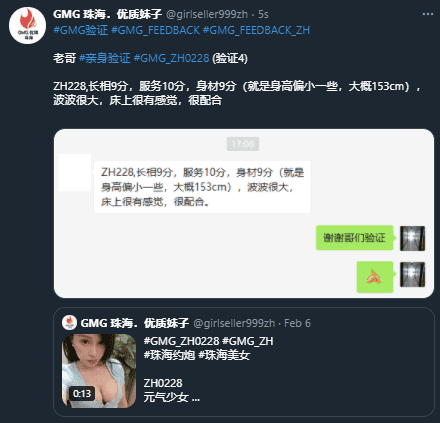 GMG 珠海．优质妹子 @girlseller999zh · 5s
#GMG验证 #GMG_FEEDBACK #GMG_FEEDBACK_ZH
老哥 #亲身验证 #GMG_ZH0228 (验证4)
ZH228,长相9分，服务10分，身材9分（就是身高偏小一些，大概153cm），
波波很大，床上很有感觉，很配合
17:06
ZH228,长相9分，服务10分，身材9分（就是
身高偏小一些，大概153cm），波波很大，
床上很有感觉，很配合。
谢谢哥们验证
GMG 珠海．优质妹子 @girlseller999zh · Feb 6
#GMG_ZH0228 #GMG_ZH
#珠海约炮 #珠海美女
ZH0228
元气少女 ...
0:13